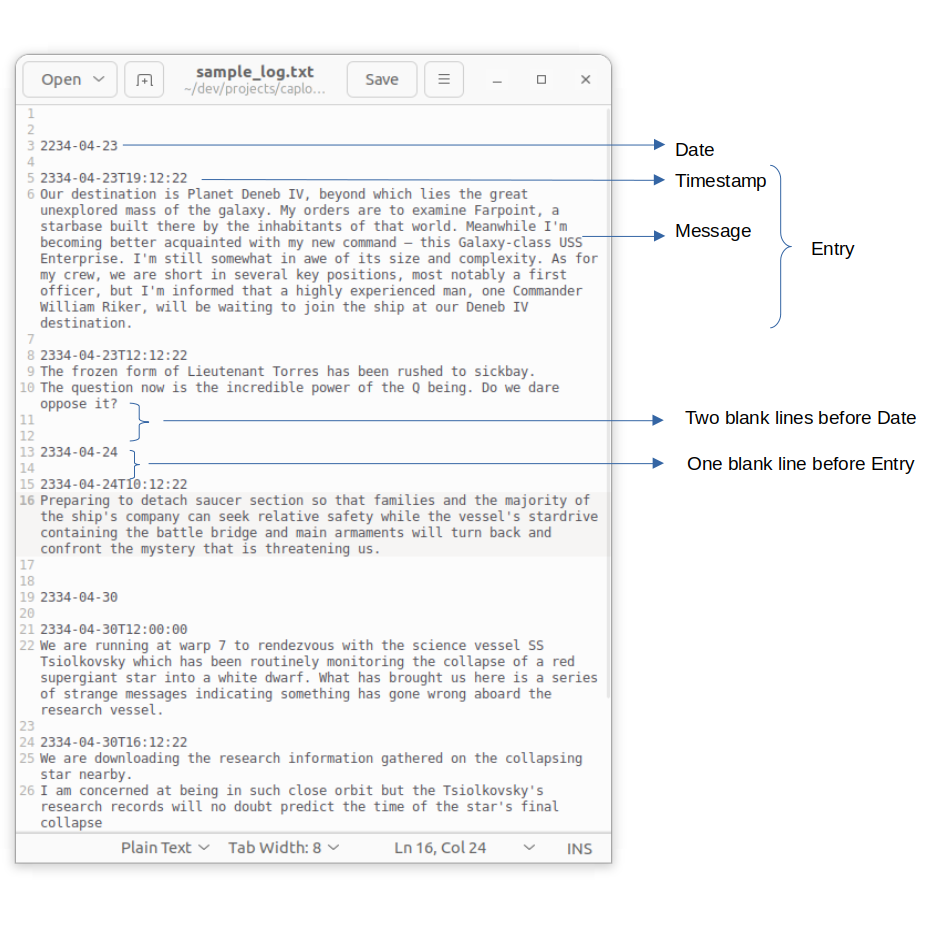 Open
sample_log.txt
~/dev/projects/caplo...
Save
1
2
3 2234-04-23
Date
4
5 2334-04-23T19:12:22
Timestamp
6 Our destination is Planet Deneb IV, beyond which lies the great
unexplored mass of the galaxy. My orders are to examine Farpoint, a
starbase built there by the inhabitants of that world. Meanwhile I'm
Message
becoming better acquainted with my new command — this Galaxy-class USS
Entry
Enterprise. I'm still somewhat in awe of its size and complexity. As for
my crew, we are short in several key positions, most notably a first
officer, but I'm informed that a highly experienced man, one Commander
William Riker, will be waiting to join the ship at our Deneb IV
destination.
7
8 2334-04-23T12:12:22
9 The frozen form of Lieutenant Torres has been rushed to sickbay.
10 The question now is the incredible power of the Q being. Do we dare
oppose it?
11
Two blank lines before Date
12
13 2334-04-24
14
One blank line before Entry
15 2334-04-24T10:12:22
16 Preparing to detach saucer section so that families and the majority of
the ship's company can seek relative safety while the vessel's stardrive
containing the battle bridge and main armaments will turn back and
confront the mystery that is threatening us.
17
18
19 2334-04-30
20
21 2334-04-30T12:00:00
22 We are running at warp 7 to rendezvous with the science vessel SS
Tsiolkovsky which has been routinely monitoring the collapse of a red
supergiant star into a white dwarf. What has brought us here is a series
of strange messages indicating something has gone wrong aboard the
research vessel.
23
24 2334-04-30T16:12:22
25 We are downloading the research information gathered on the collapsing
star nearby.
26 I am concerned at being in such close orbit but the Tsiolkovsky's
research records will no doubt predict the time of the star's final
collapse
Plain Text
Tab Width: 8
Ln 16, Col 24
INS